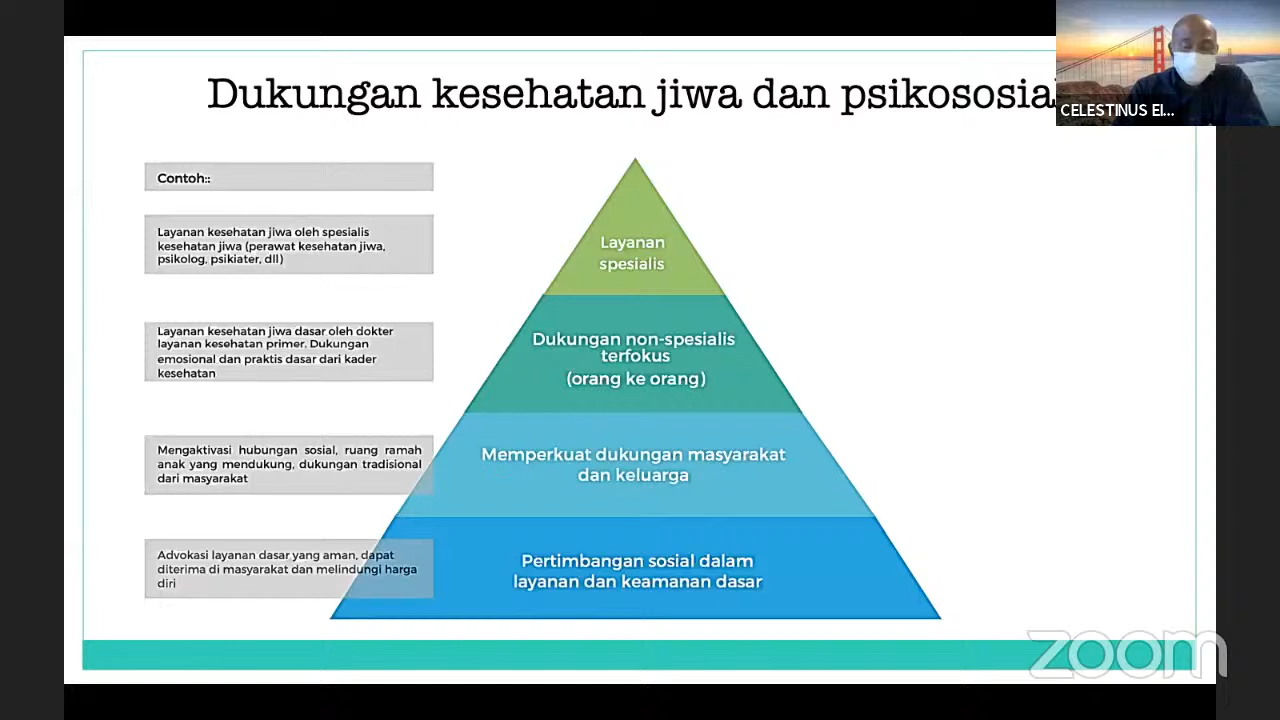 Dukungan kesehatan jiwa dan psikososia
CELESTINUS EI...
Contoh::
Layanan kesehatan jiwa oleh spesialis
kesehatan jiwa (perawat kesehatan jiwa,
psikolog, psikiater, dll)
Layanan
spesialis
Layanan kesehatan jiwa dasar oleh dokter
layanan kesehatan primer. Dukungan
emosional dan praktis dasar dari kader
kesehatan
Dukungan non-spesialis
terfokus
(orang ke orang)
Mengaktivasi hubungan sosial, ruang ramah
anak yang mendukung, dukungan tradisional
dari masyarakat
Memperkuat dukungan masyarakat
dan keluarga
Advokasi layanan dasar yang aman, dapat
diterima di masyarakat dan melindungi harga
diri
Pertimbangan sosial dalam
layanan dan keamanan dasar
zoom